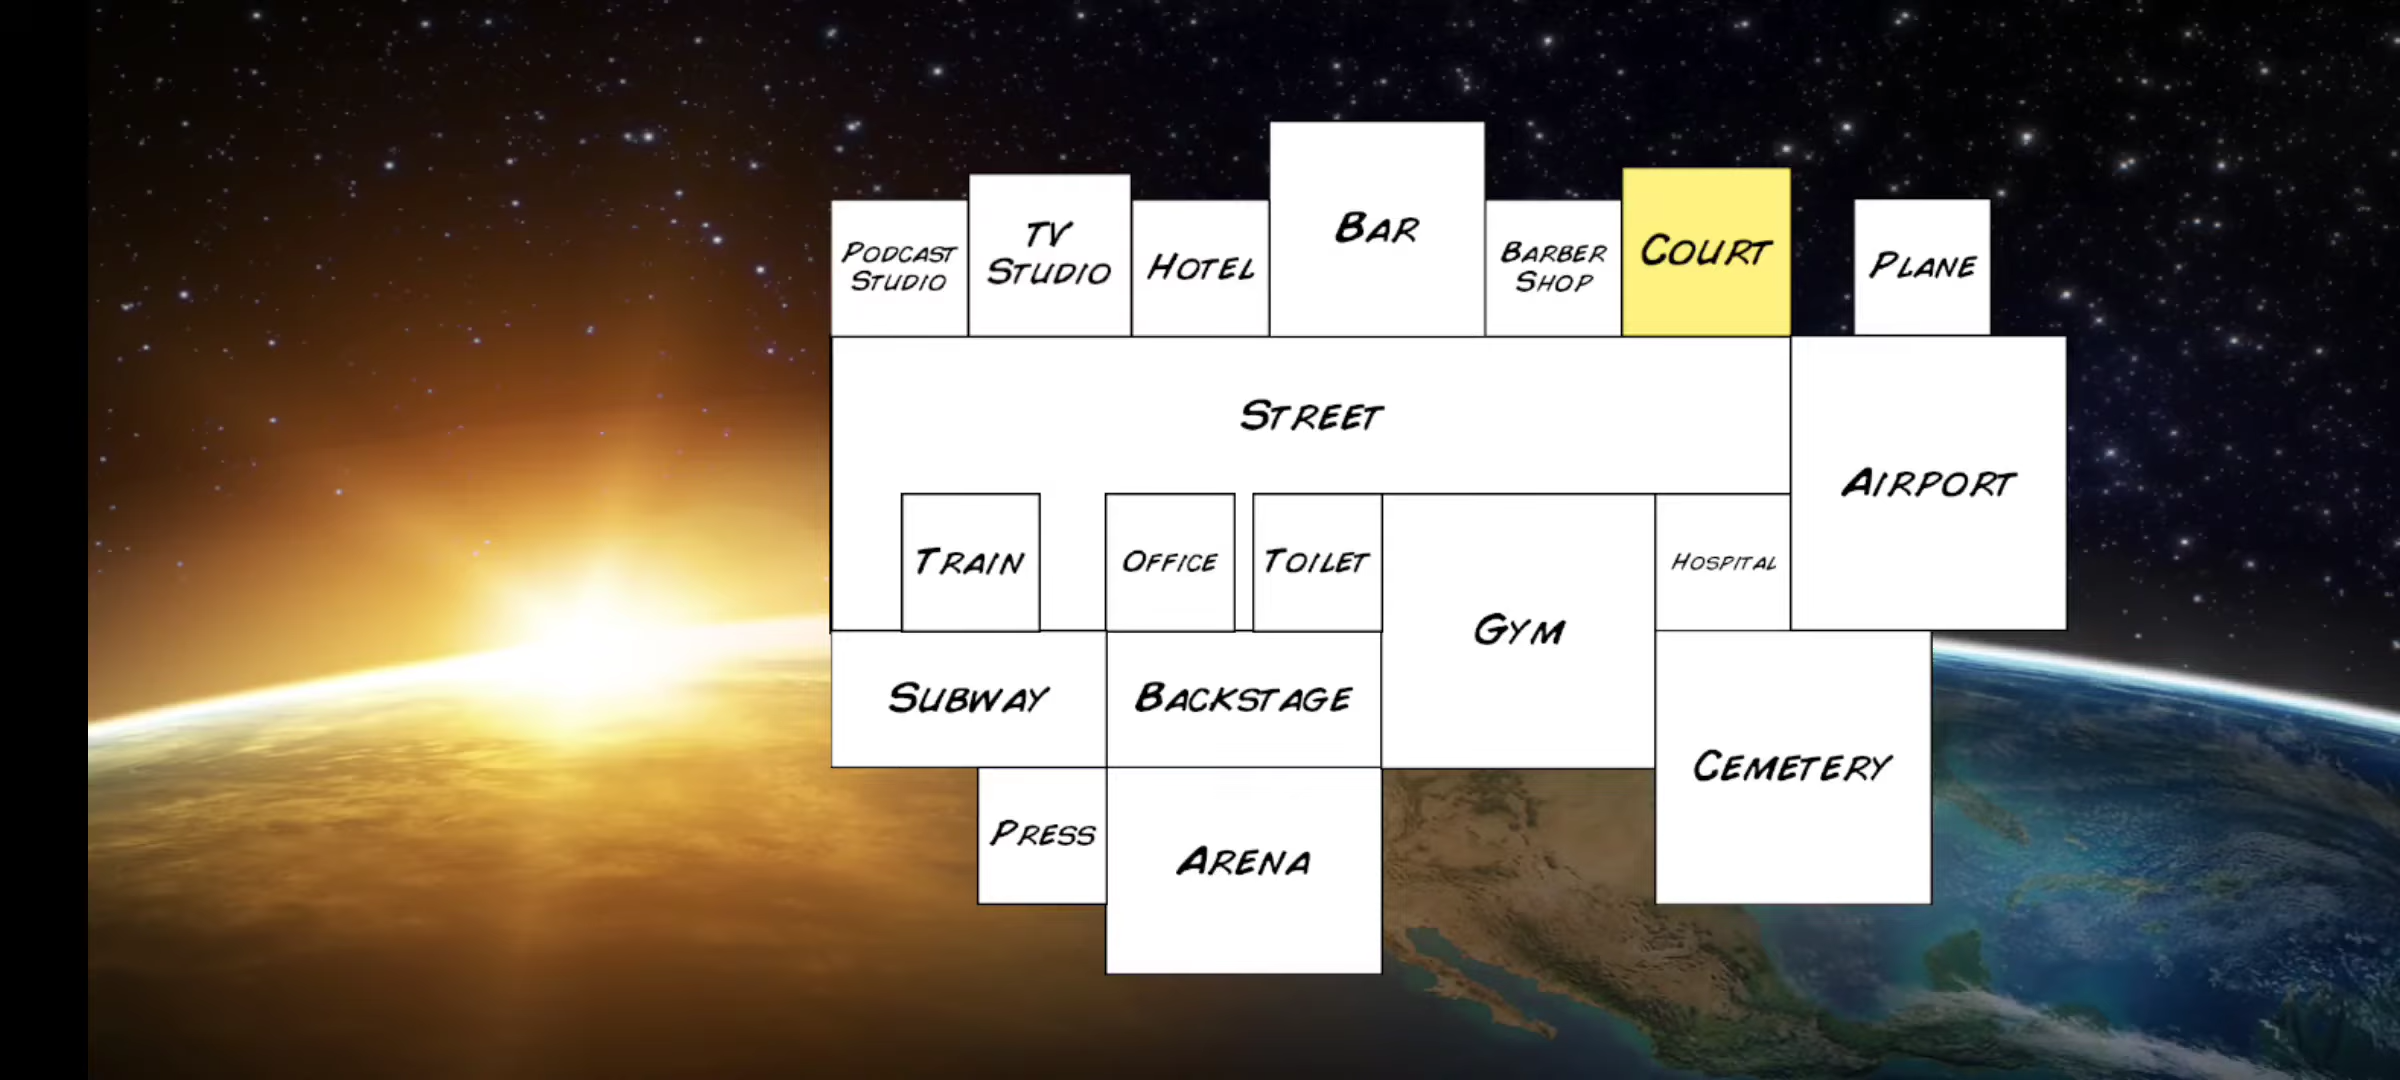 Podcast
Studio
TV
Studio
Hotel
Bar
Barber
Shop
Court
Plane
Street
Airport
Train
Office
Toilet
Hospital
Gym
Subway
Backstage
Cemetery
Press
Arena